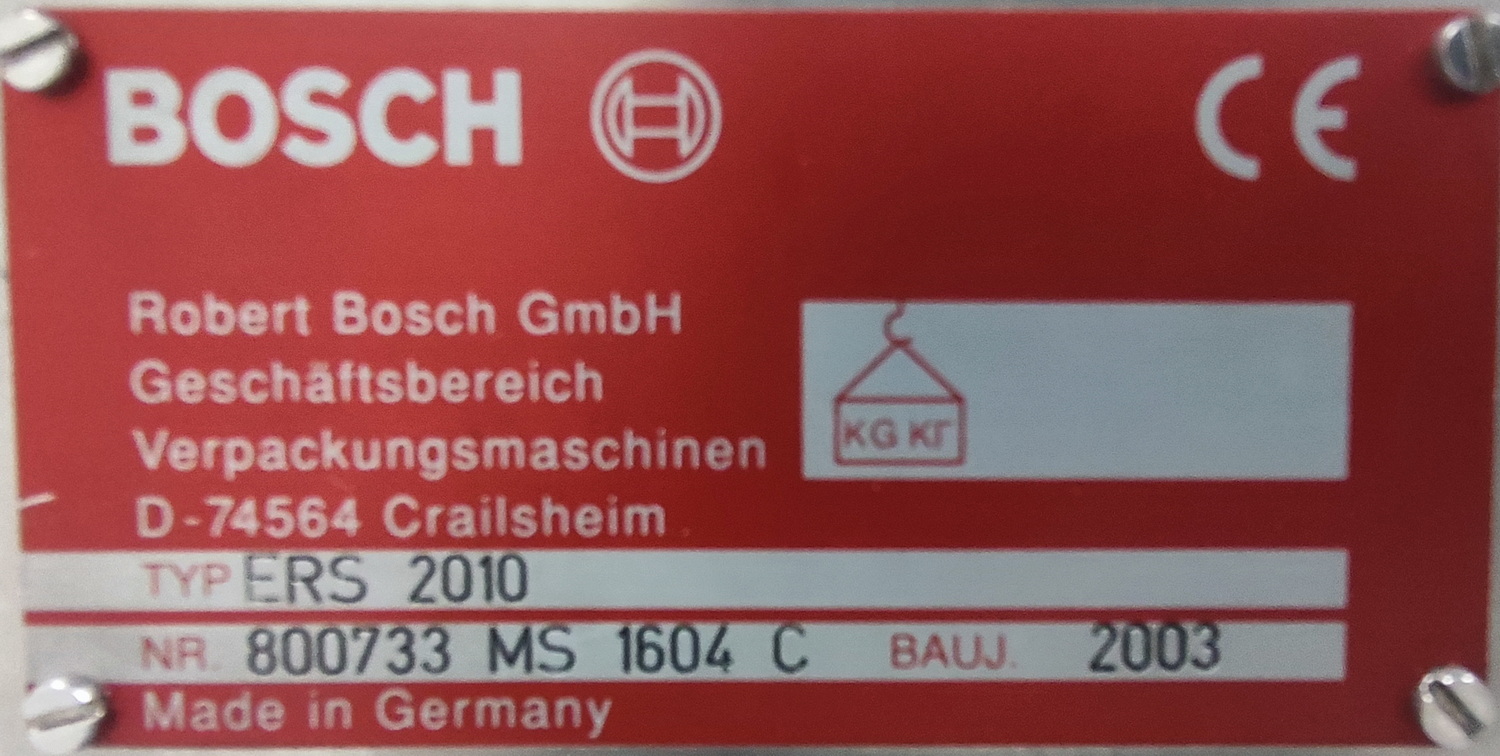 BOSCH CE
Robert Bosch GmbH
Geschäftsbereich
Verpackungsmaschinen
D-74564 Crailsheim
KG КГ
TYP ERS 2010
NR. 800733 MS 1604 C BAUJ. 2003
Made in Germany